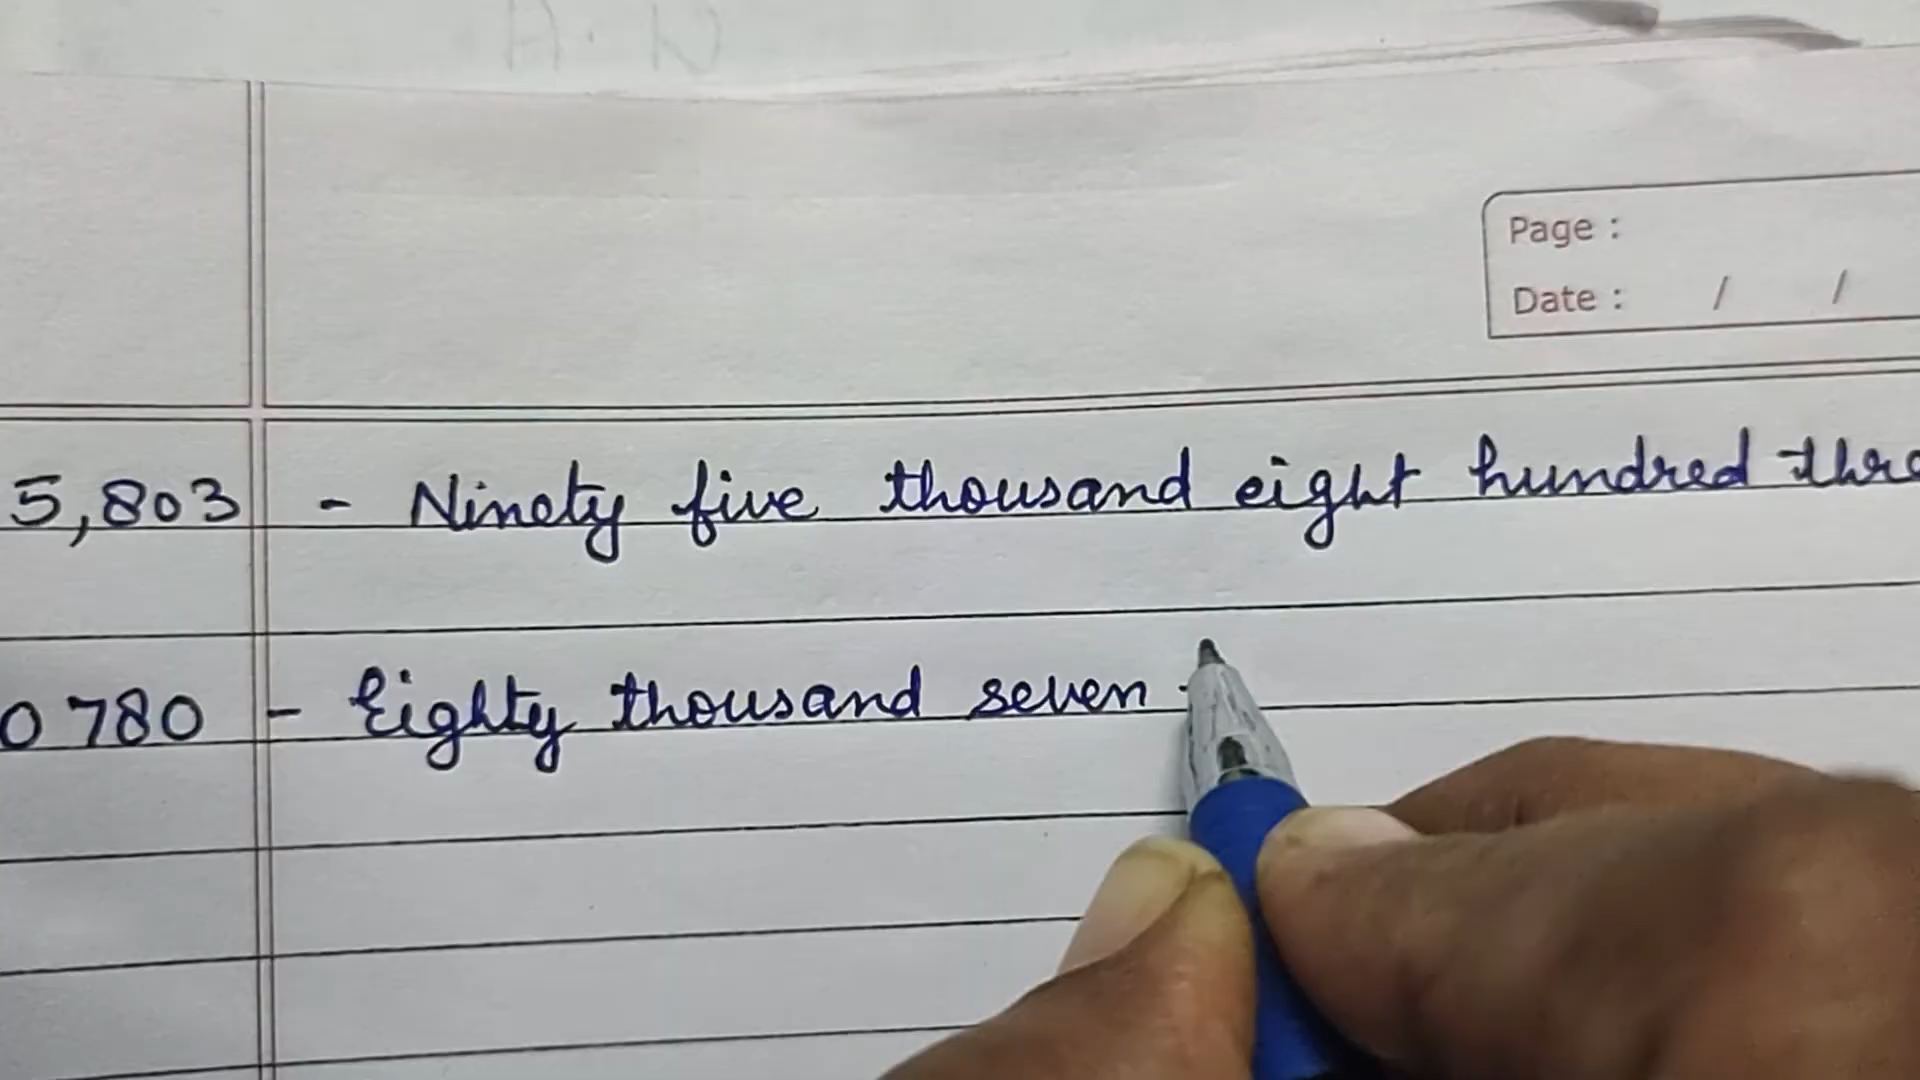 A. N
Page :
Date : / /
5,803 - Ninety five thousand eight hundred
0780 - Eighty thousand seven